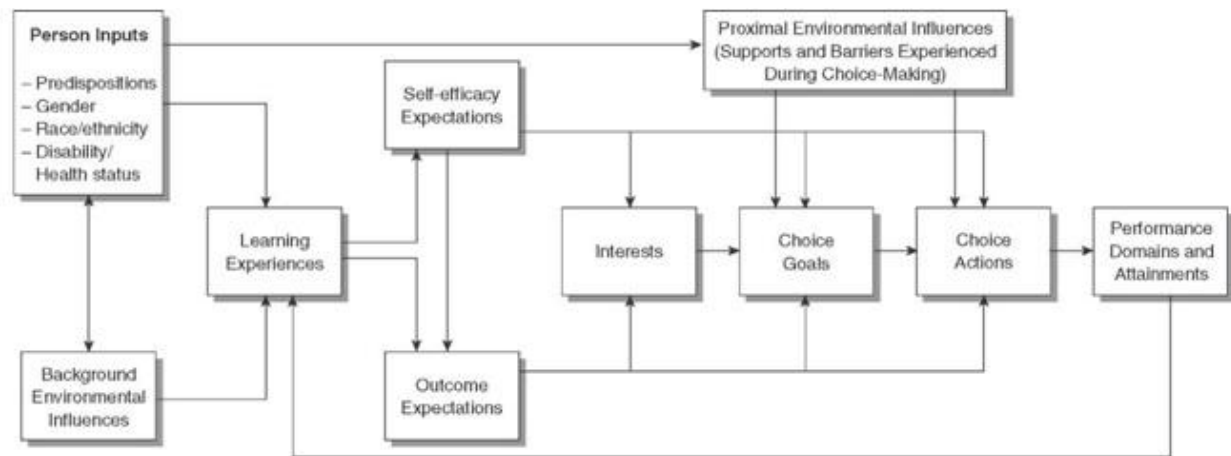 Person Inputs
– Predispositions
– Gender
– Race/ethnicity
– Disability/
Health status
Proximal Environmental Influences
(Supports and Barriers Experienced
During Choice-Making)
Self-efficacy
Expectations
Learning
Experiences
Interests
Choice
Goals
Choice
Actions
Performance
Domains and
Attainments
Background
Environmental
Influences
Outcome
Expectations